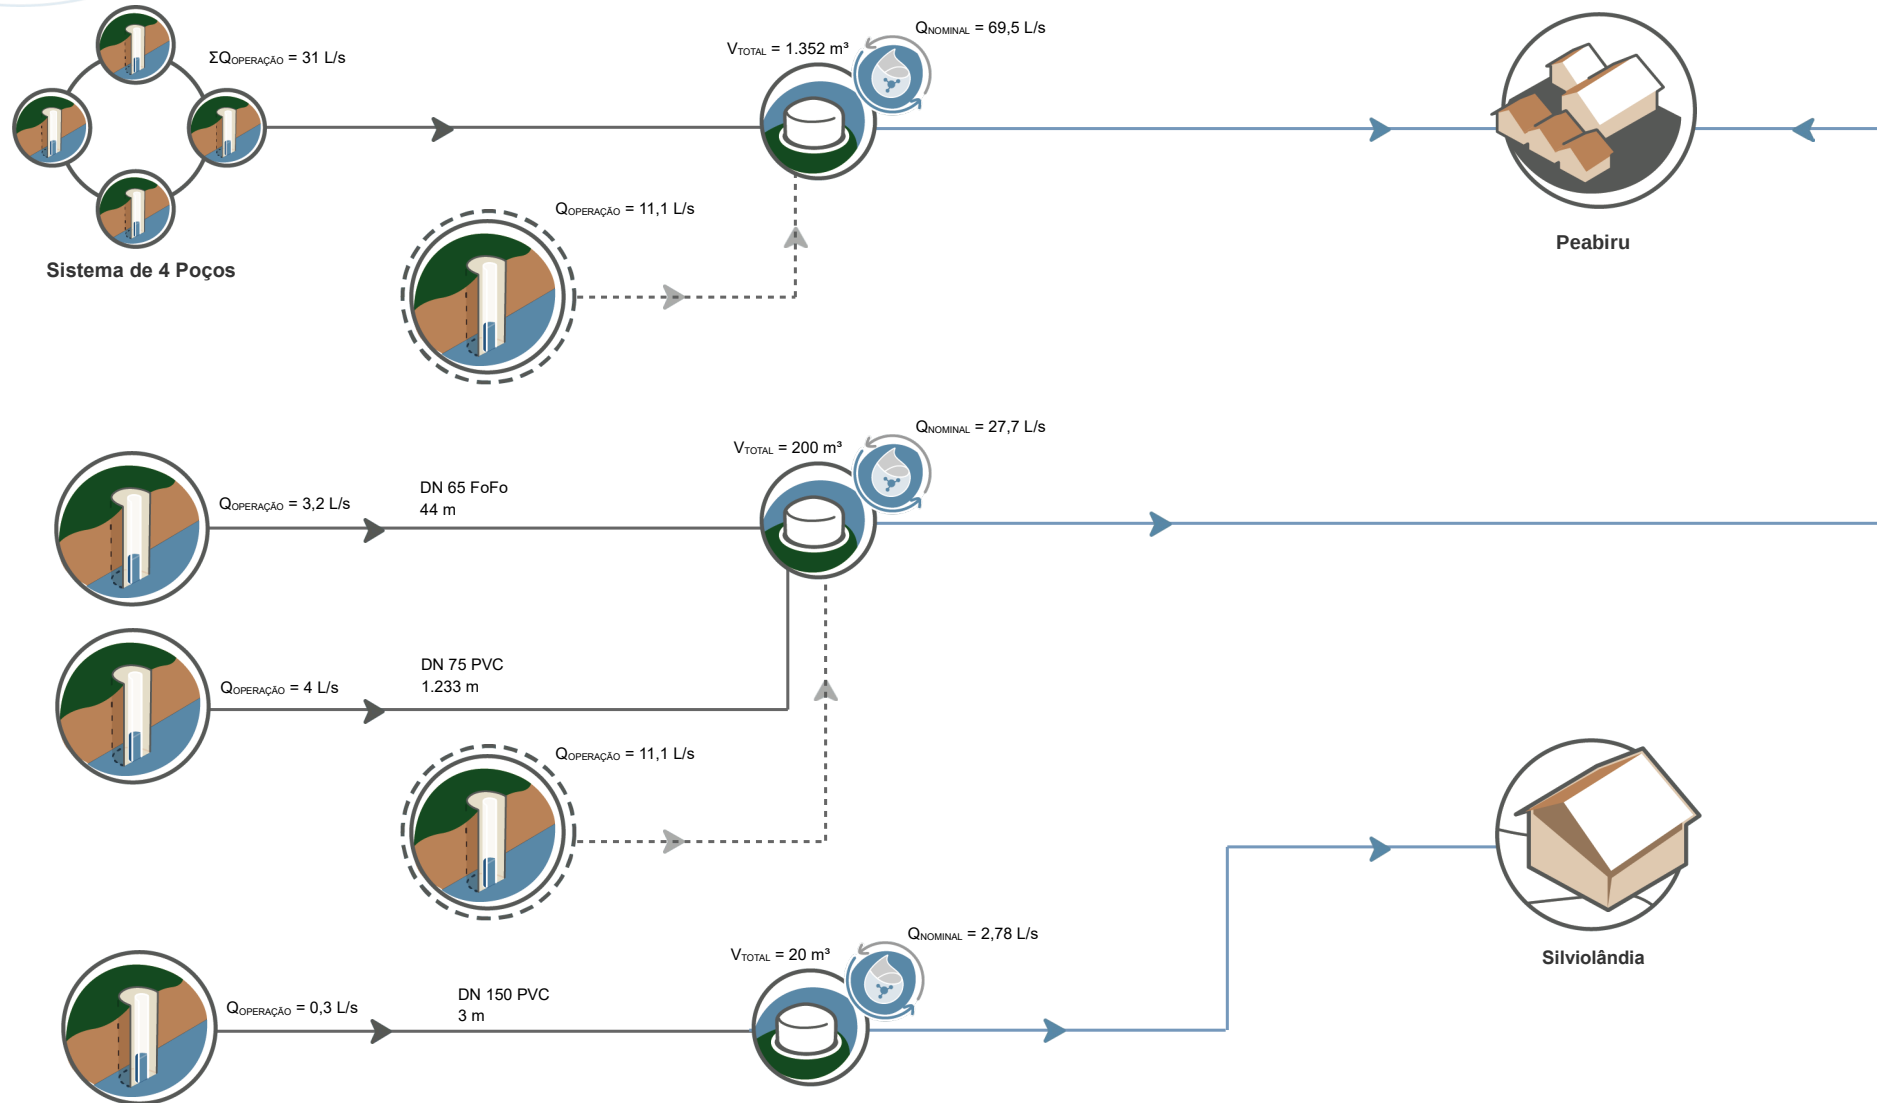 ΣQOPERAÇÃO = 31 L/s
VTOTAL = 1.352 m³
QNOMINAL = 69,5 L/s
Sistema de 4 Poços
QOPERAÇÃO = 11,1 L/s
Peabiru
QOPERAÇÃO = 3,2 L/s
DN 65 FoFo
44 m
VTOTAL = 200 m³
QNOMINAL = 27,7 L/s
QOPERAÇÃO = 4 L/s
DN 75 PVC
1.233 m
QOPERAÇÃO = 11,1 L/s
Silviolândia
QOPERAÇÃO = 0,3 L/s
DN 150 PVC
3 m
VTOTAL = 20 m³
QNOMINAL = 2,78 L/s